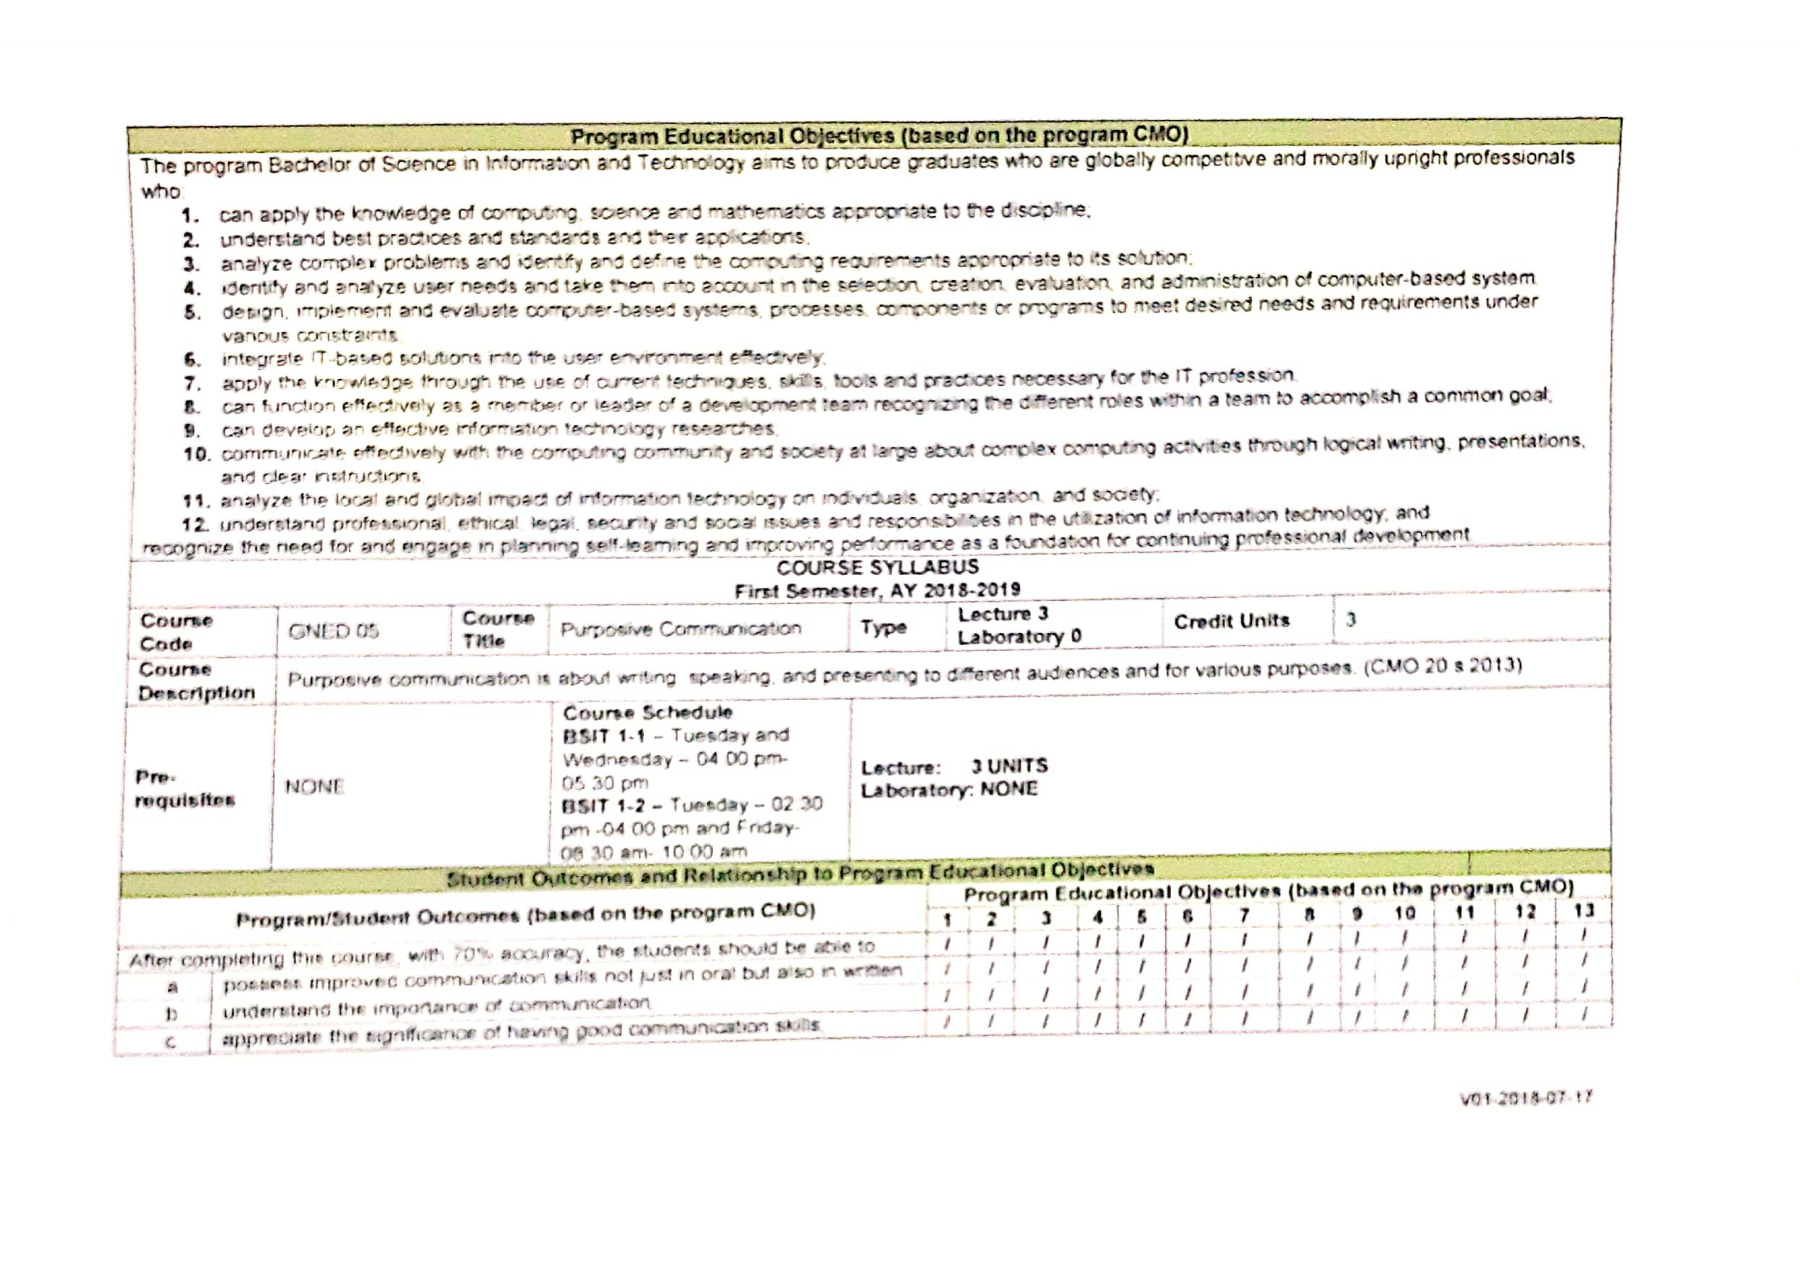 Program Educational Objectives (based on the program CMO)
The program Bachelor of Science in Information and Technology aims to produce graduates who are globally competitive and morally upright professionals
who:
1. can apply the knowledge of computing, science and mathematics appropriate to the discipline;
2. understand best practices and standards and their applications;
3. analyze complex problems and identify and define the computing requirements appropriate to its solution;
4. identify and analyze user needs and take them into account in the selection, creation, evaluation, and administration of computer-based system.
5. design, implement and evaluate computer-based systems, processes, components or programs to meet desired needs and requirements under
various constraints.
6. integrate IT-based solutions into the user environment effectively;
7. apply the knowledge through the use of current techniques, skills, tools and practices necessary for the IT profession.
8. can function effectively as a member or leader of a development team recognizing the different roles within a team to accomplish a common goal;
9. can develop an effective information technology researches;
10. communicate effectively with the computing community and society at large about complex computing activities through logical writing, presentations,
and clear instructions.
11. analyze the local and global impact of information technology on individuals, organization, and society;
12. understand professional, ethical, legal, security and social issues and responsibilities in the utilization of information technology; and
recognize the need for and engage in planning self-learning and improving performance as a foundation for continuing professional development
COURSE SYLLABUS
First Semester, AY 2018-2019
Course Code GNED 05 Course Title Purposive Communication Type Lecture 3 Laboratory 0 Credit Units 3
Course Description Purposive communication is about writing, speaking, and presenting to different audiences and for various purposes. (CMO 20 s 2013)
Pre-requisites
NONE
Course Schedule
BSIT 1-1 – Tuesday and
Wednesday – 04:00 pm-
05:30 pm
BSIT 1-2 – Tuesday – 02:30
pm -04:00 pm and Friday-
08:30 am- 10:00 am
Lecture: 3 UNITS
Laboratory: NONE
Student Outcomes and Relationship to Program Educational Objectives
Program/Student Outcomes (based on the program CMO)
Program Educational Objectives (based on the program CMO)
1 2 3 4 5 6 7 8 9 10 11 12 13
After completing this course, with 70% accuracy, the students should be able to / / / / / / / / / / / / /
a possess improved communication skills not just in oral but also in written / / / / / / / / / / / / /
b understand the importance of communication / / / / / / / / / / / / /
c appreciate the significance of having good communication skills / / / / / / / / / / / / /
V01-2018-07-17